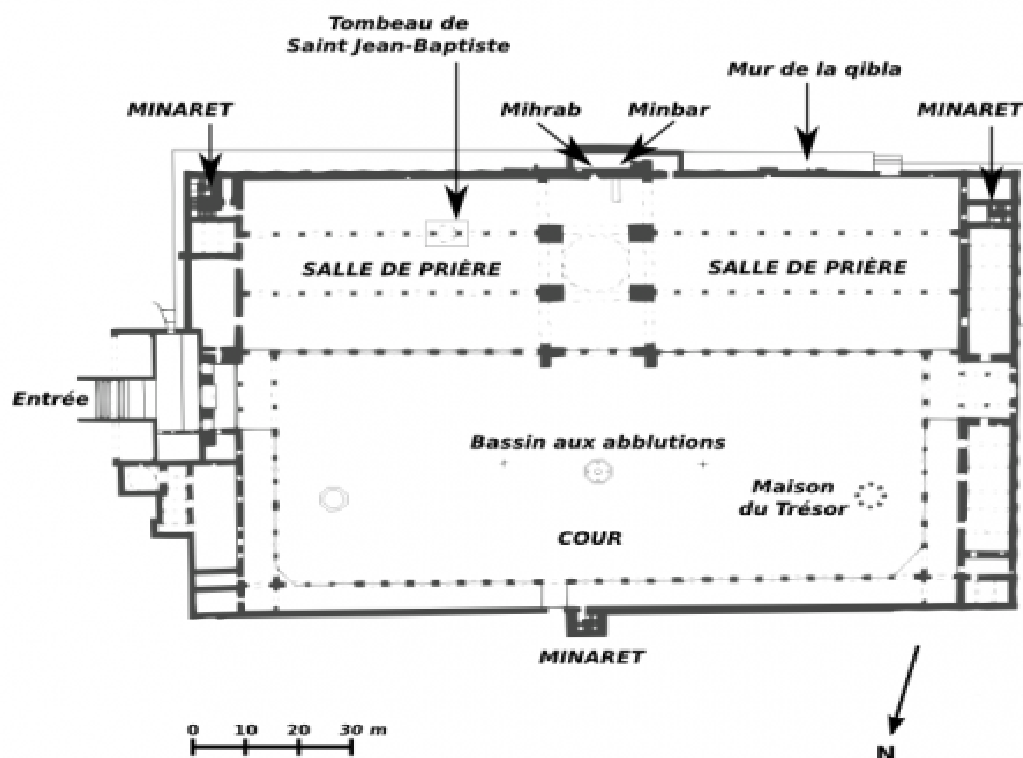 Tombeau de
Saint Jean-Baptiste
Mur de la qibla
MINARET
Mihrab
Minbar
MINARET
SALLE DE PRIÈRE
SALLE DE PRIÈRE
Entrée
Bassin aux abblutions
Maison
du Trésor
COUR
MINARET
0 10 20 30 m
N